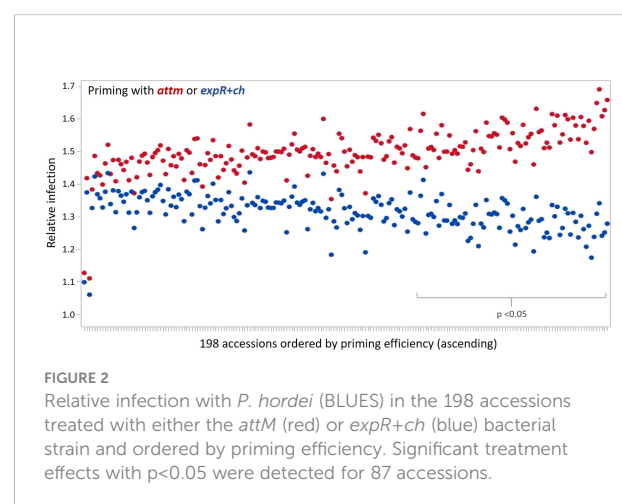 1.7
Priming with attm or expR+ch
1.6
1.5
1.4
Relative infection
1.3
1.2
1.1
1.0
p <0.05
198 accessions ordered by priming efficiency (ascending)
FIGURE 2
Relative infection with P. hordei (BLUES) in the 198 accessions
treated with either the attM (red) or expR+ch (blue) bacterial
strain and ordered by priming efficiency. Significant treatment
effects with p<0.05 were detected for 87 accessions.